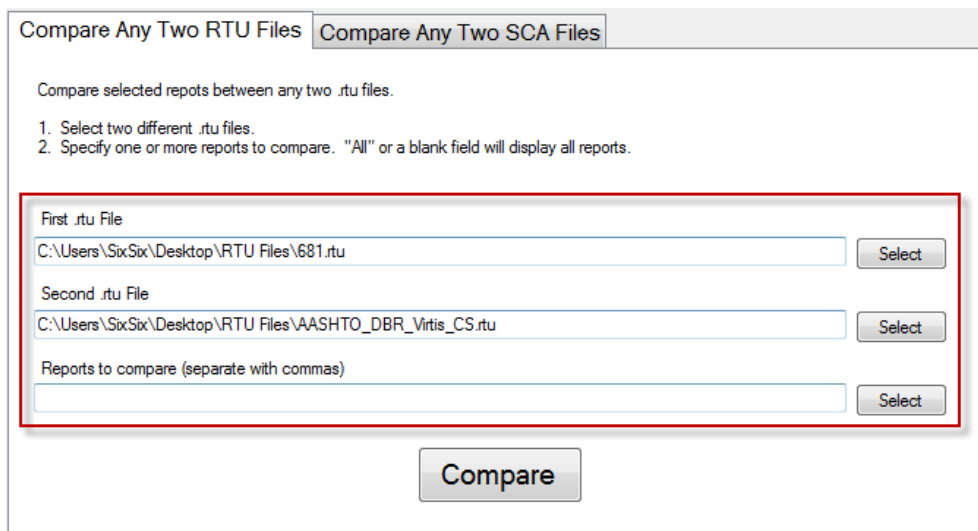 Compare Any Two RTU Files
Compare Any Two SCA Files
Compare selected repots between any two .rtu files.
1. Select two different .rtu files.
2. Specify one or more reports to compare. "All" or a blank field will display all reports.
First .rtu File
C:\Users\SixSix\Desktop\RTU Files\681.rtu
Select
Second .rtu File
C:\Users\SixSix\Desktop\RTU Files\AASHTO_DBR_Virtis_CS.rtu
Select
Reports to compare (separate with commas)
Select
Compare